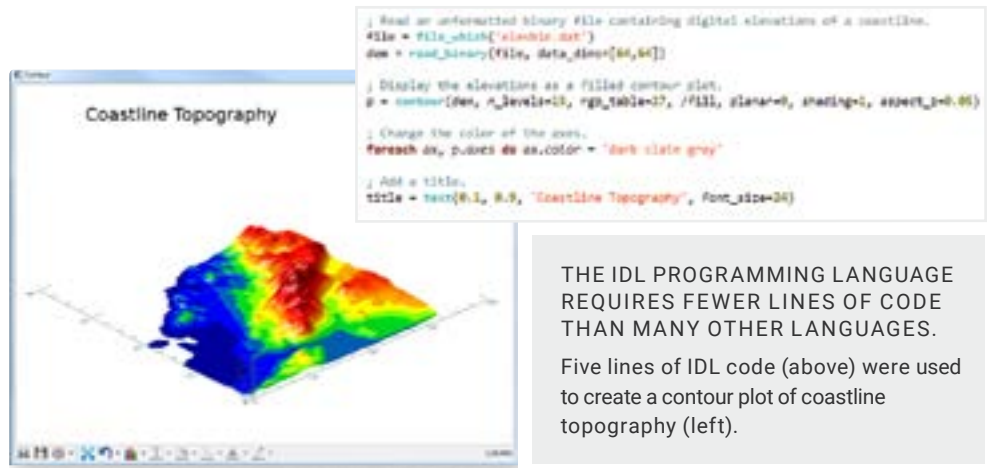 ; Read an unformatted binary file containing digital elevations of a coastline.
file = file_which('elevbin.dat')
dem = read_binary(file, data_dims=[64,64])
; Display the elevations as a filled contour plot.
p = contour(dem, n_levels=15, rgb_table=27, /fill, planar=0, shading=1, aspect_z=0.05)
; Change the color of the axes.
foreach ax, p.axes do ax.color = 'dark slate gray'
; Add a title.
title = text(0.1, 0.9, 'Coastline Topography', font_size=24)
Contour
Coastline Topography
THE IDL PROGRAMMING LANGUAGE
REQUIRES FEWER LINES OF CODE
THAN MANY OTHER LANGUAGES.
Five lines of IDL code (above) were used
to create a contour plot of coastline
topography (left).